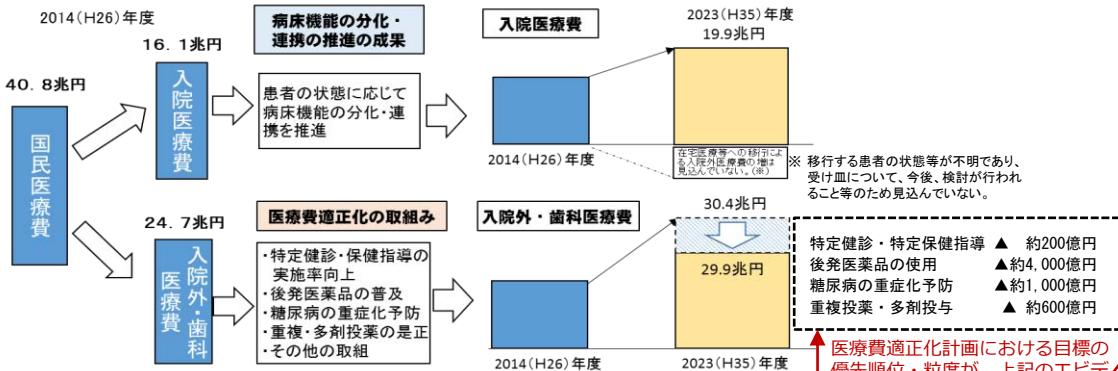 2014(H26)年度
40.8兆円
国民医療費
16.1兆円
入院医療費
病床機能の分化・
連携の推進の成果
患者の状態に応じて
病床機能の分化・連
携を推進
入院医療費
2014(H26)年度
2023(H35)年度
19.9兆円
在宅医療等への移行によ
る入院外医療費の増は
見込んでいない。(※)
※ 移行する患者の状態等が不明であり、
受け皿について、今後、検討が行われ
ること等のため見込んでいない。
24.7兆円
入院外・歯科
医療費
医療費適正化の取組み
・特定健診・保健指導の
実施率向上
・後発医薬品の普及
・糖尿病の重症化予防
・重複・多剤投薬の是正
・その他の取組
入院外・歯科医療費
2014(H26)年度
30.4兆円
29.9兆円
2023(H35)年度
特定健診・特定保健指導 ▲ 約200億円
後発医薬品の使用 ▲約4,000億円
糖尿病の重症化予防 ▲約1,000億円
重複投薬・多剤投与 ▲ 約600億円
医療費適正化計画における目標の
優先順位・粒度が、上記のエビデ